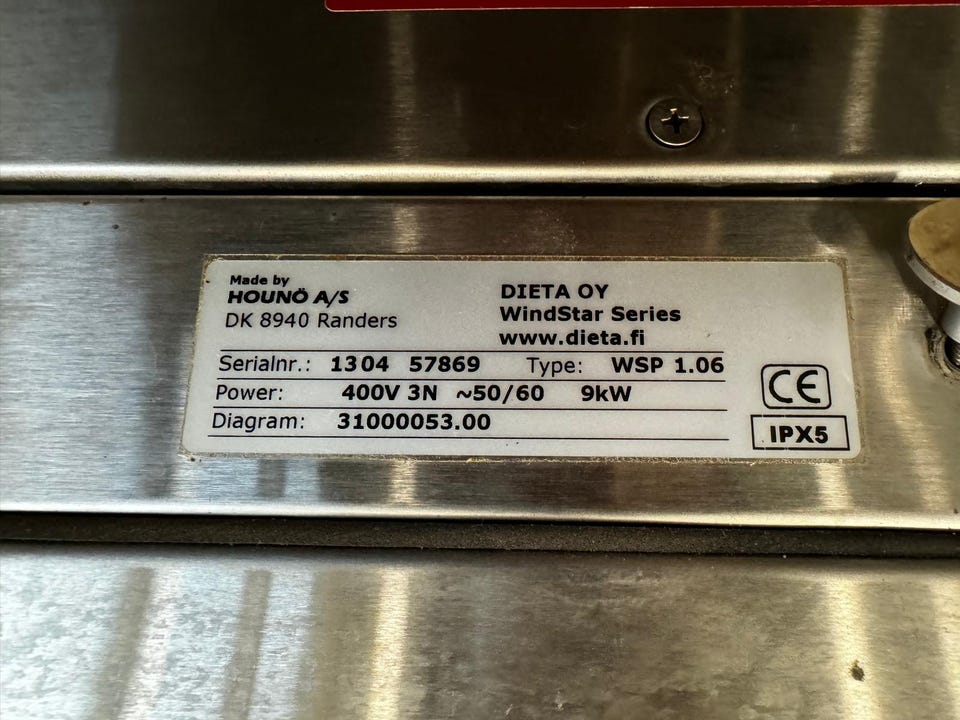 Made by
HOUNÖ A/S
DK 8940 Randers
DIETA OY
WindStar Series
www.dieta.fi
Serialnr.: 1304 57869 Type: WSP 1.06
Power: 400V 3N ~50/60 9kW
Diagram: 31000053.00
CE
IPX5